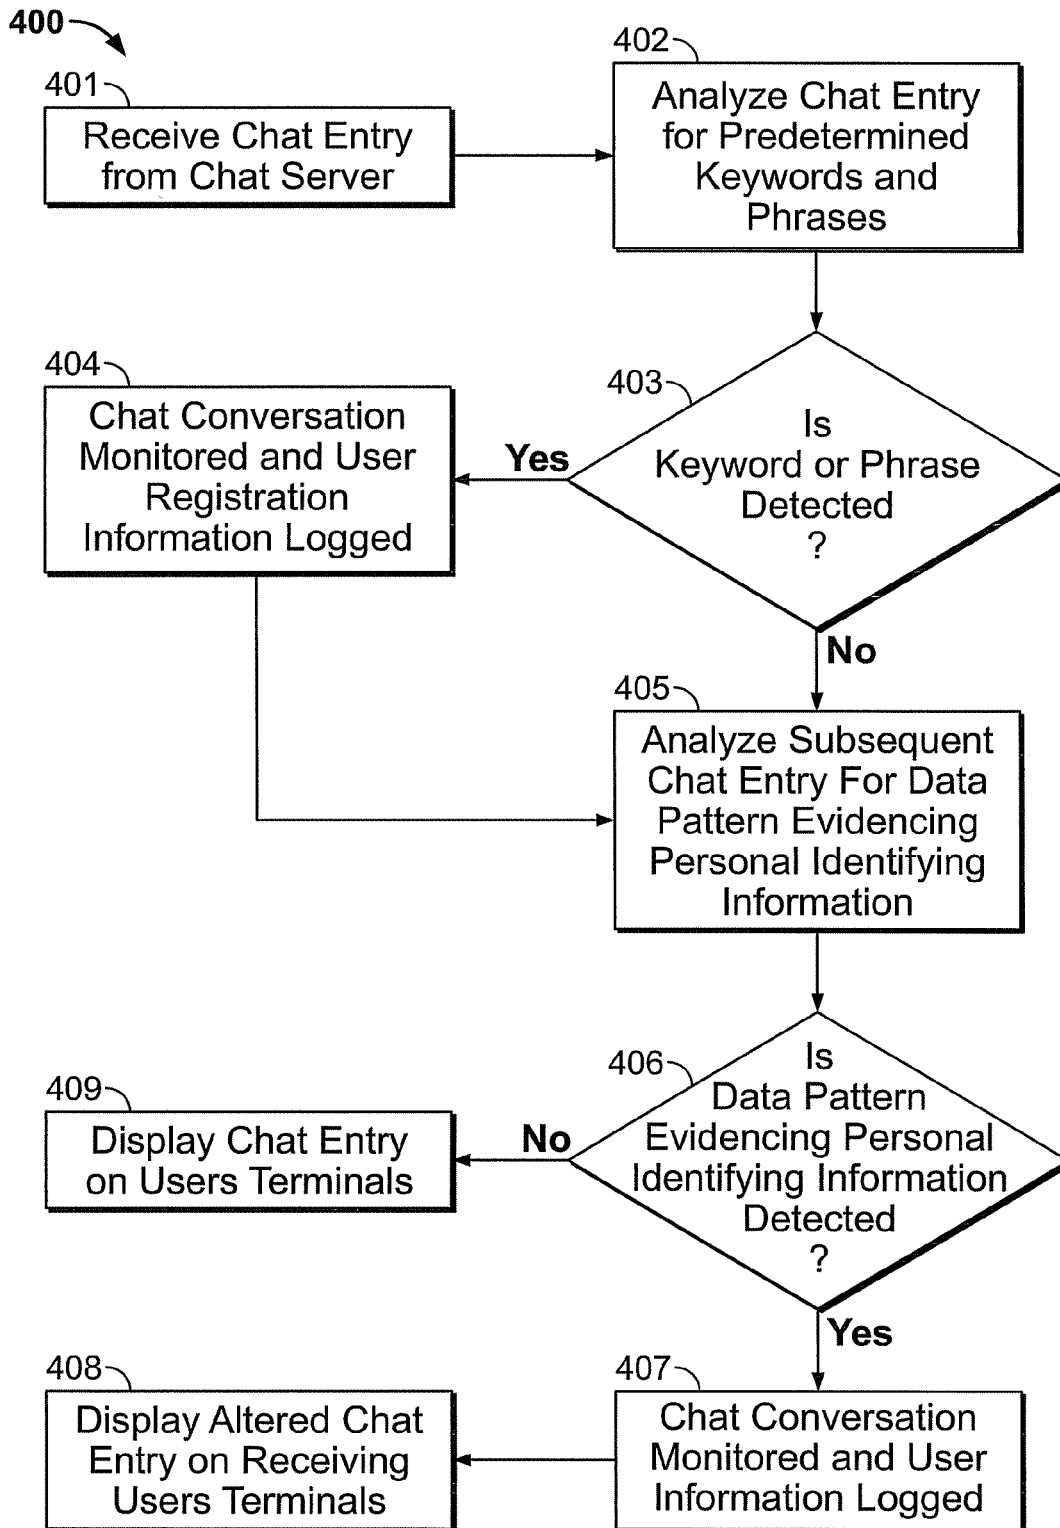 400
401
Receive Chat Entry
from Chat Server
402
Analyze Chat Entry
for Predetermined
Keywords and
Phrases
403
Is
Keyword or Phrase
Detected
?
Yes
No
404
Chat Conversation
Monitored and User
Registration
Information Logged
405
Analyze Subsequent
Chat Entry For Data
Pattern Evidencing
Personal Identifying
Information
406
Is
Data Pattern
Evidencing Personal
Identifying Information
Detected
?
No
Yes
409
Display Chat Entry
on Users Terminals
407
Chat Conversation
Monitored and User
Information Logged
408
Display Altered Chat
Entry on Receiving
Users Terminals